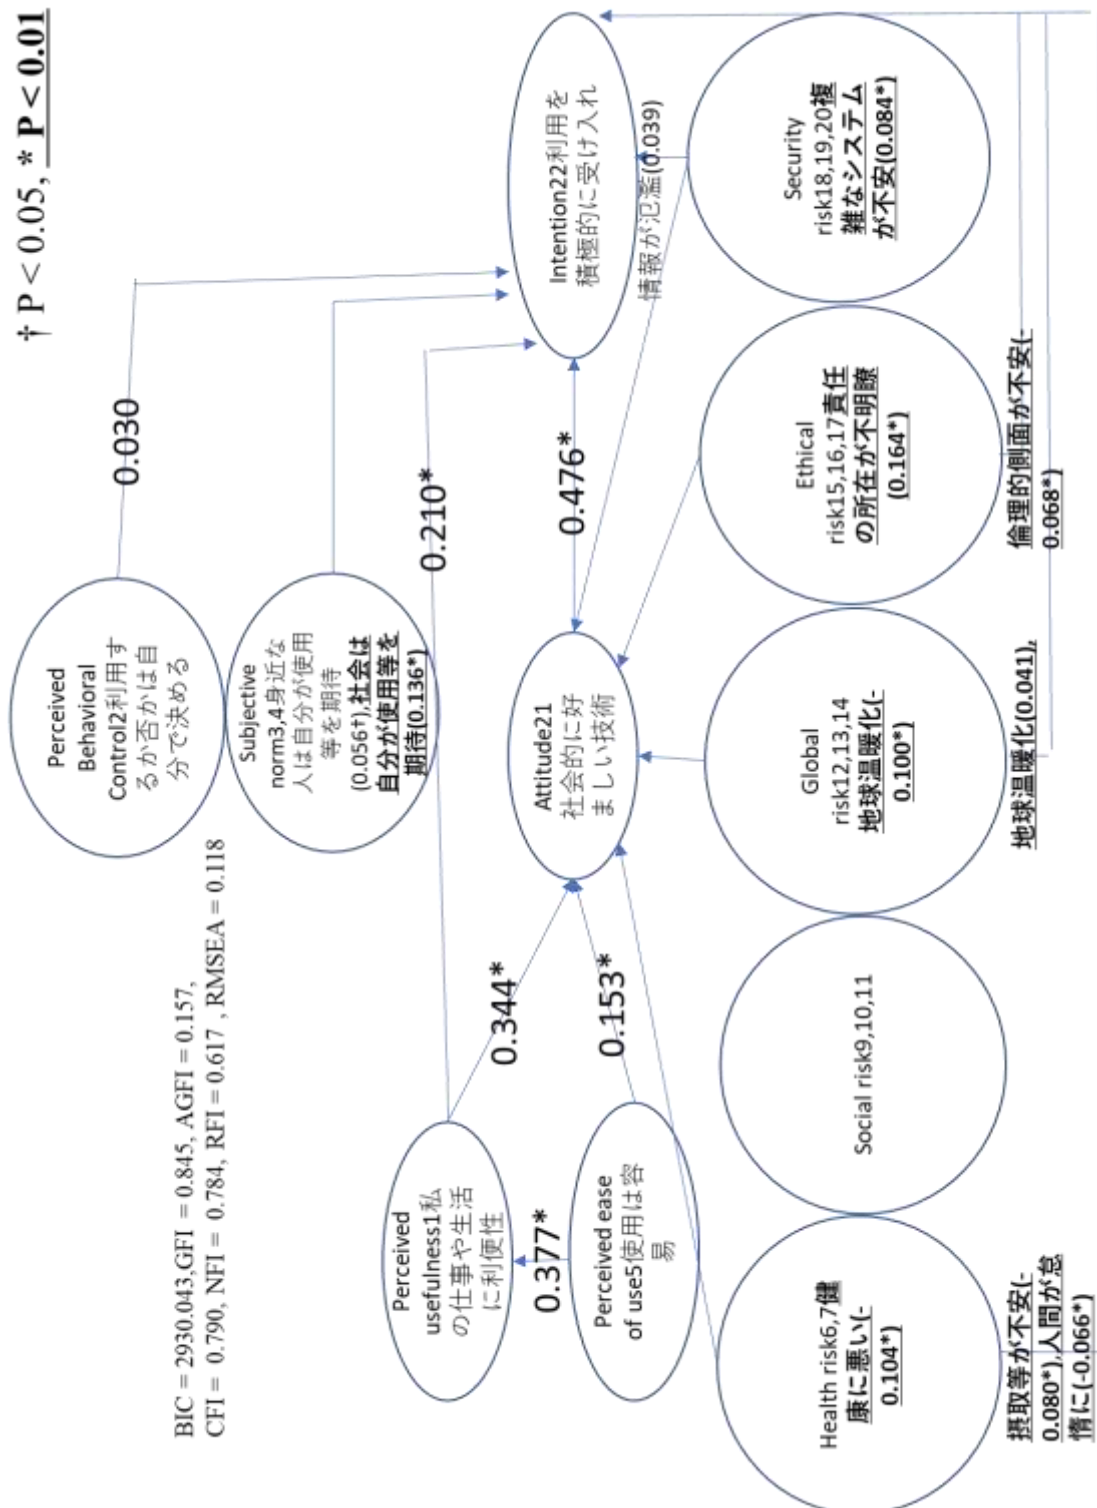 † P < 0.05, * P < 0.01
BIC = 2930.043,GFI = 0.845, AGFI = 0.157,
CFI = 0.790, NFI = 0.784, RFI = 0.617 , RMSEA = 0.118
Perceived
Behavioral
Control2利用す
るか否かは自
分で決める
0.030
Subjective
norm3,4身近な
人は自分が使用
等を期待
(0.056†),社会は
自分が使用等を
期待(0.136*)
Perceived
usefulness1私
の仕事や生活
に利便性
0.210*
0.344*
0.377*
Perceived ease
of use5使用は容
易
0.153*
Attitude21
社会的に好
ましい技術
0.476*
Intention22利用を
積極的に受け入れ
情報が氾濫(0.039)
Health risk6,7健
康に悪い(-
0.104*)
Social risk9,10,11
Global
risk12,13,14
地球温暖化(-
0.100*)
Ethical
risk15,16,17責任
の所在が不明瞭
(0.164*)
Security
risk18,19,20複
雑なシステム
が不安(0.084*)
摂取等が不安(-
0.080*),人間が怠
惰に(-0.066*)
地球温暖化(0.041),
倫理的側面が不安(-
0.068*)